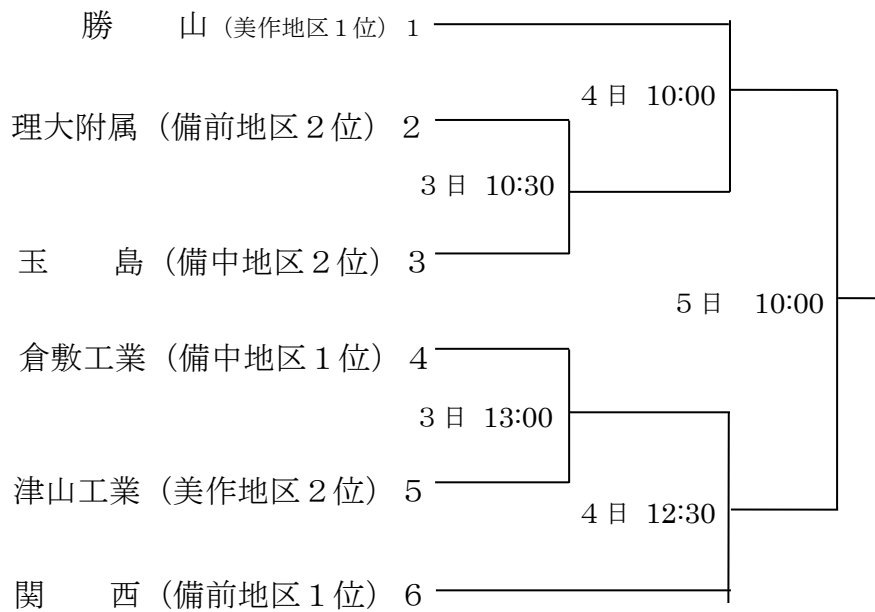 勝　　山（美作地区１位）1
４日 10:00
理大附属（備前地区２位）２
３日 10:30
玉　　島（備中地区２位）３
５日　10:00
倉敷工業（備中地区１位）４
３日 13:00
津山工業（美作地区２位）５
４日 12:30
関　　西（備前地区１位）６